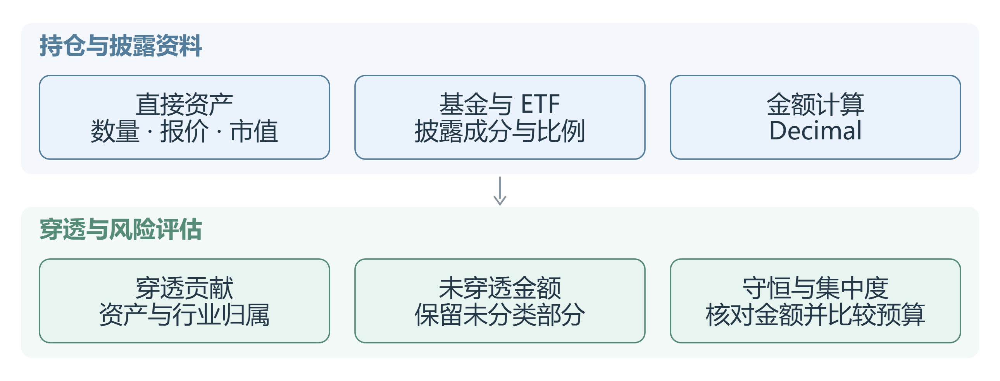 持仓与披露资料
直接资产
数量 · 报价 · 市值
基金与 ETF
披露成分与比例
金额计算
Decimal
穿透与风险评估
穿透贡献
资产与行业归属
未穿透金额
保留未分类部分
守恒与集中度
核对金额并比较预算